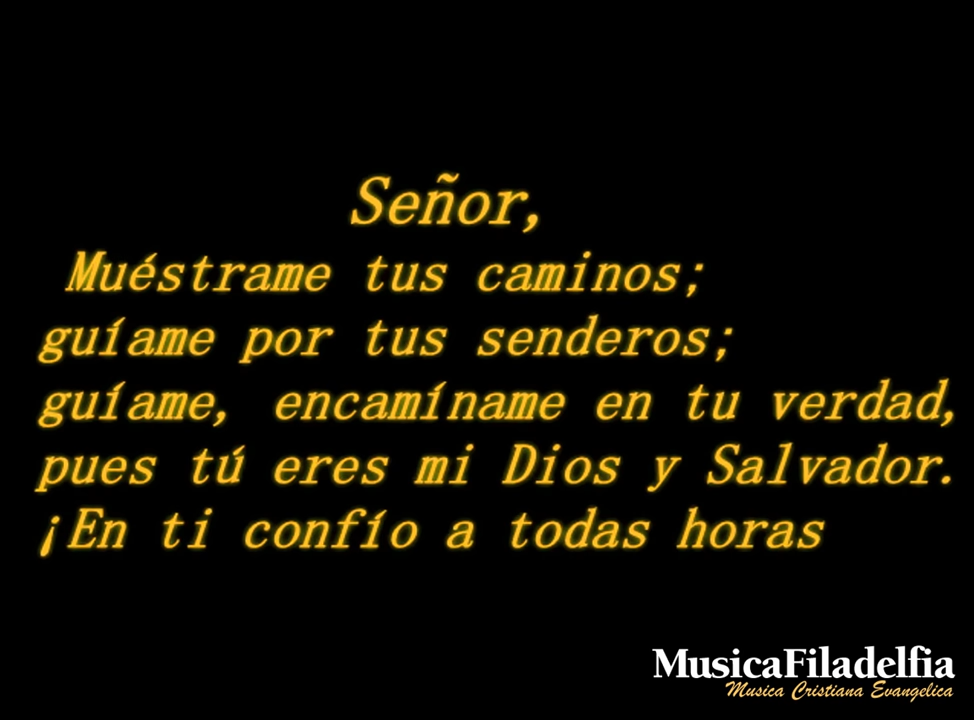 Señor,
Muéstrame tus caminos;
guíame por tus senderos;
guíame, encamíname en tu verdad,
pues tú eres mi Dios y Salvador.
¡En ti confío a todas horas
MusicaFiladelfia
Musica Cristiana Evangelica